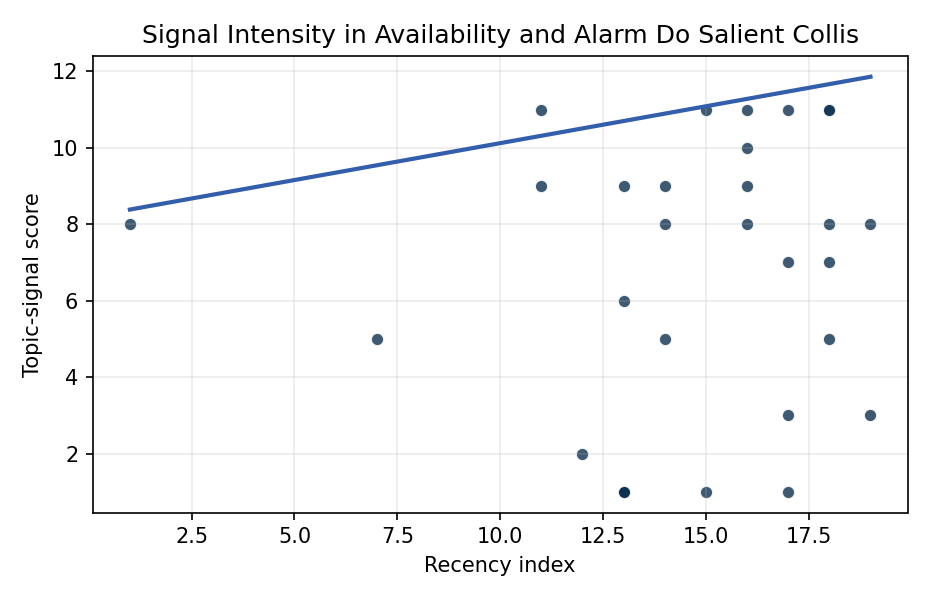 Signal Intensity in Availability and Alarm Do Salient Collis
12
10
8
6
4
2
Topic-signal score
2.5 5.0 7.5 10.0 12.5 15.0 17.5
Recency index